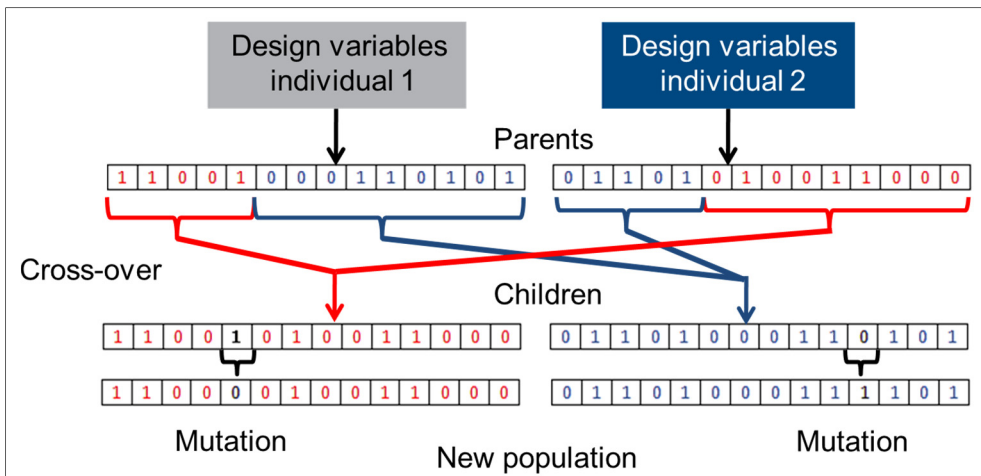 Design variables
individual 1
Design variables
individual 2
Parents
1 1 0 0 1 0 0 0 1 1 0 1 0 1
0 1 1 0 1 0 1 0 0 1 1 0 0 0
Cross-over
Children
1 1 0 0 1 0 1 0 0 1 1 0 0 0
0 1 1 0 1 0 0 0 1 1 0 1 0 1
1 1 0 0 0 0 1 0 0 1 1 0 0 0
0 1 1 0 1 0 0 0 1 1 1 1 0 1
Mutation
Mutation
New population